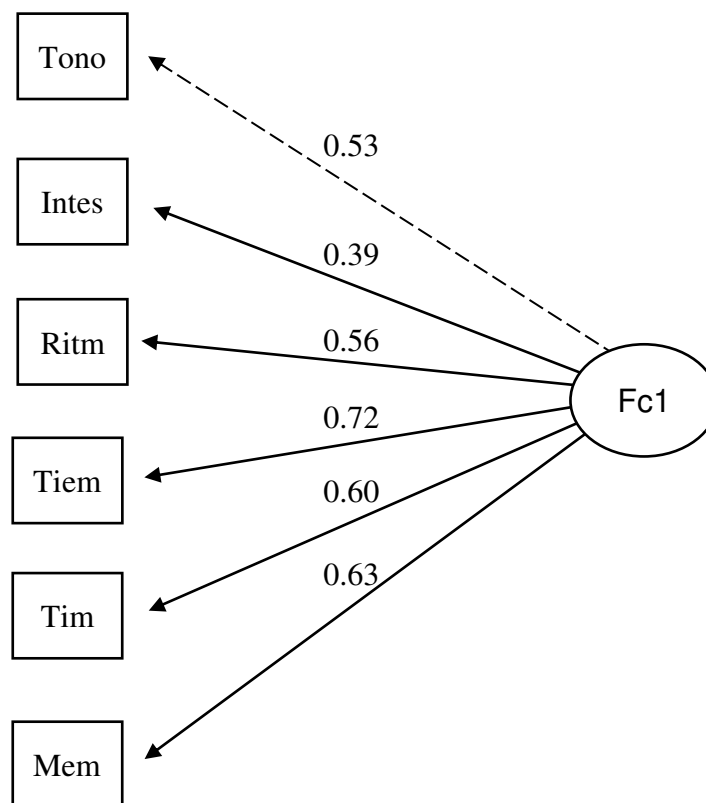 Tono
0.53
Intes
0.39
Ritm
0.56
Fc1
0.72
Tiem
0.60
Tim
0.63
Mem